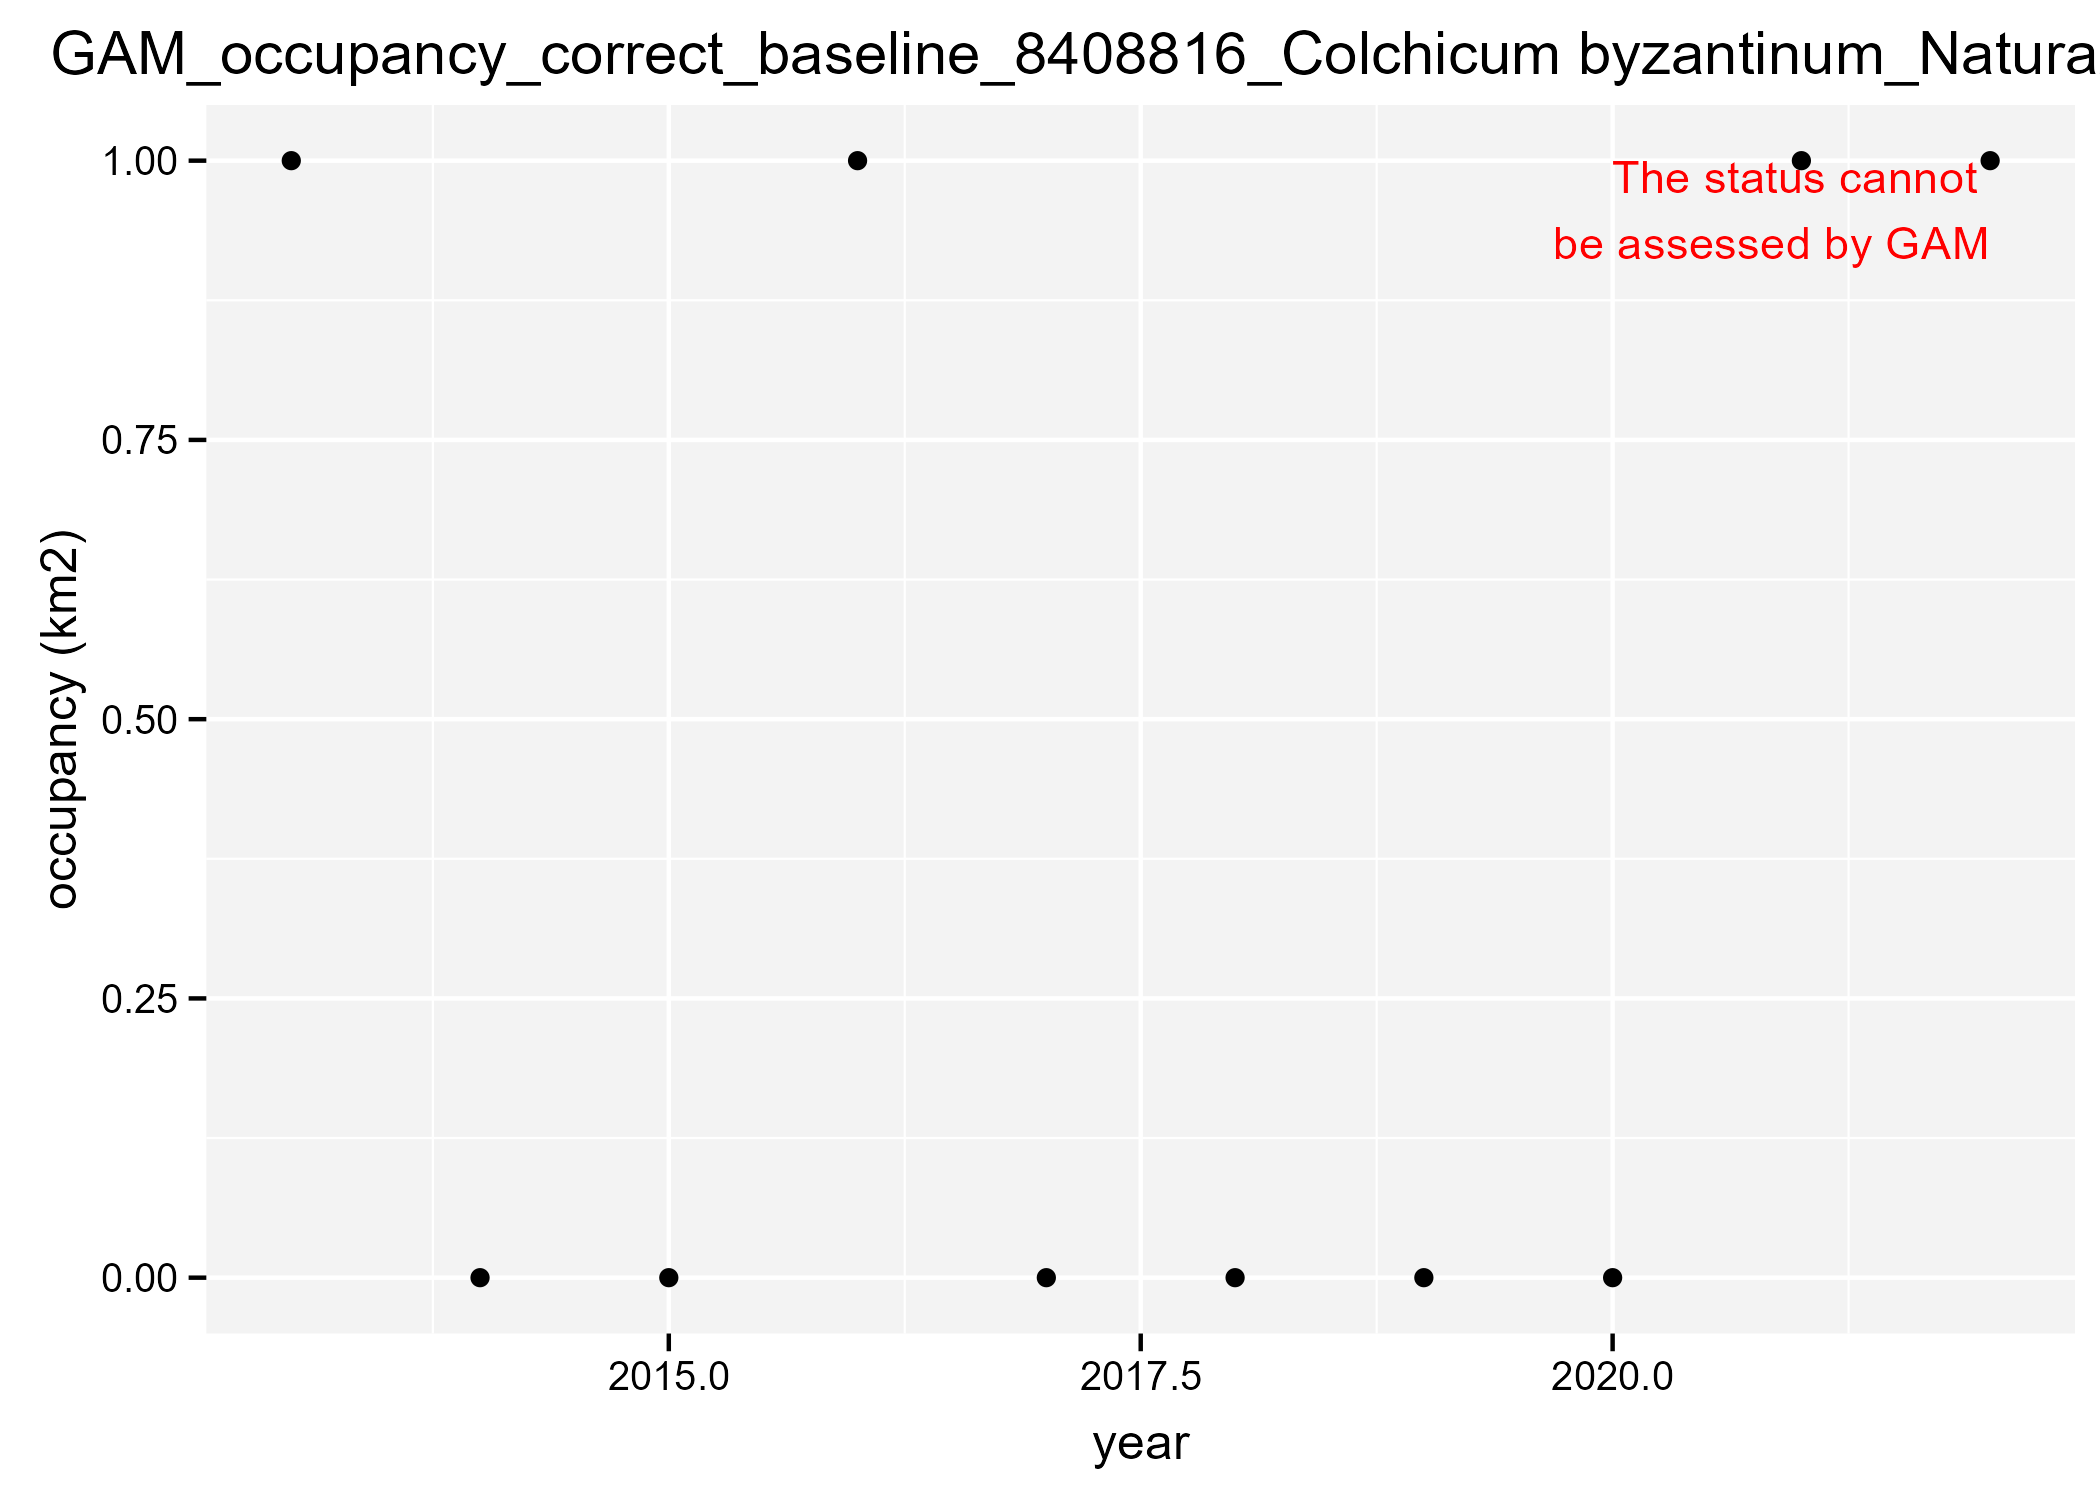 GAM_occupancy_correct_baseline_8408816_Colchicum byzantinum_Natura
1.00
The status cannot
be assessed by GAM
0.75
occupancy (km2)
0.50
0.25
0.00
2015.0 2017.5 2020.0
year